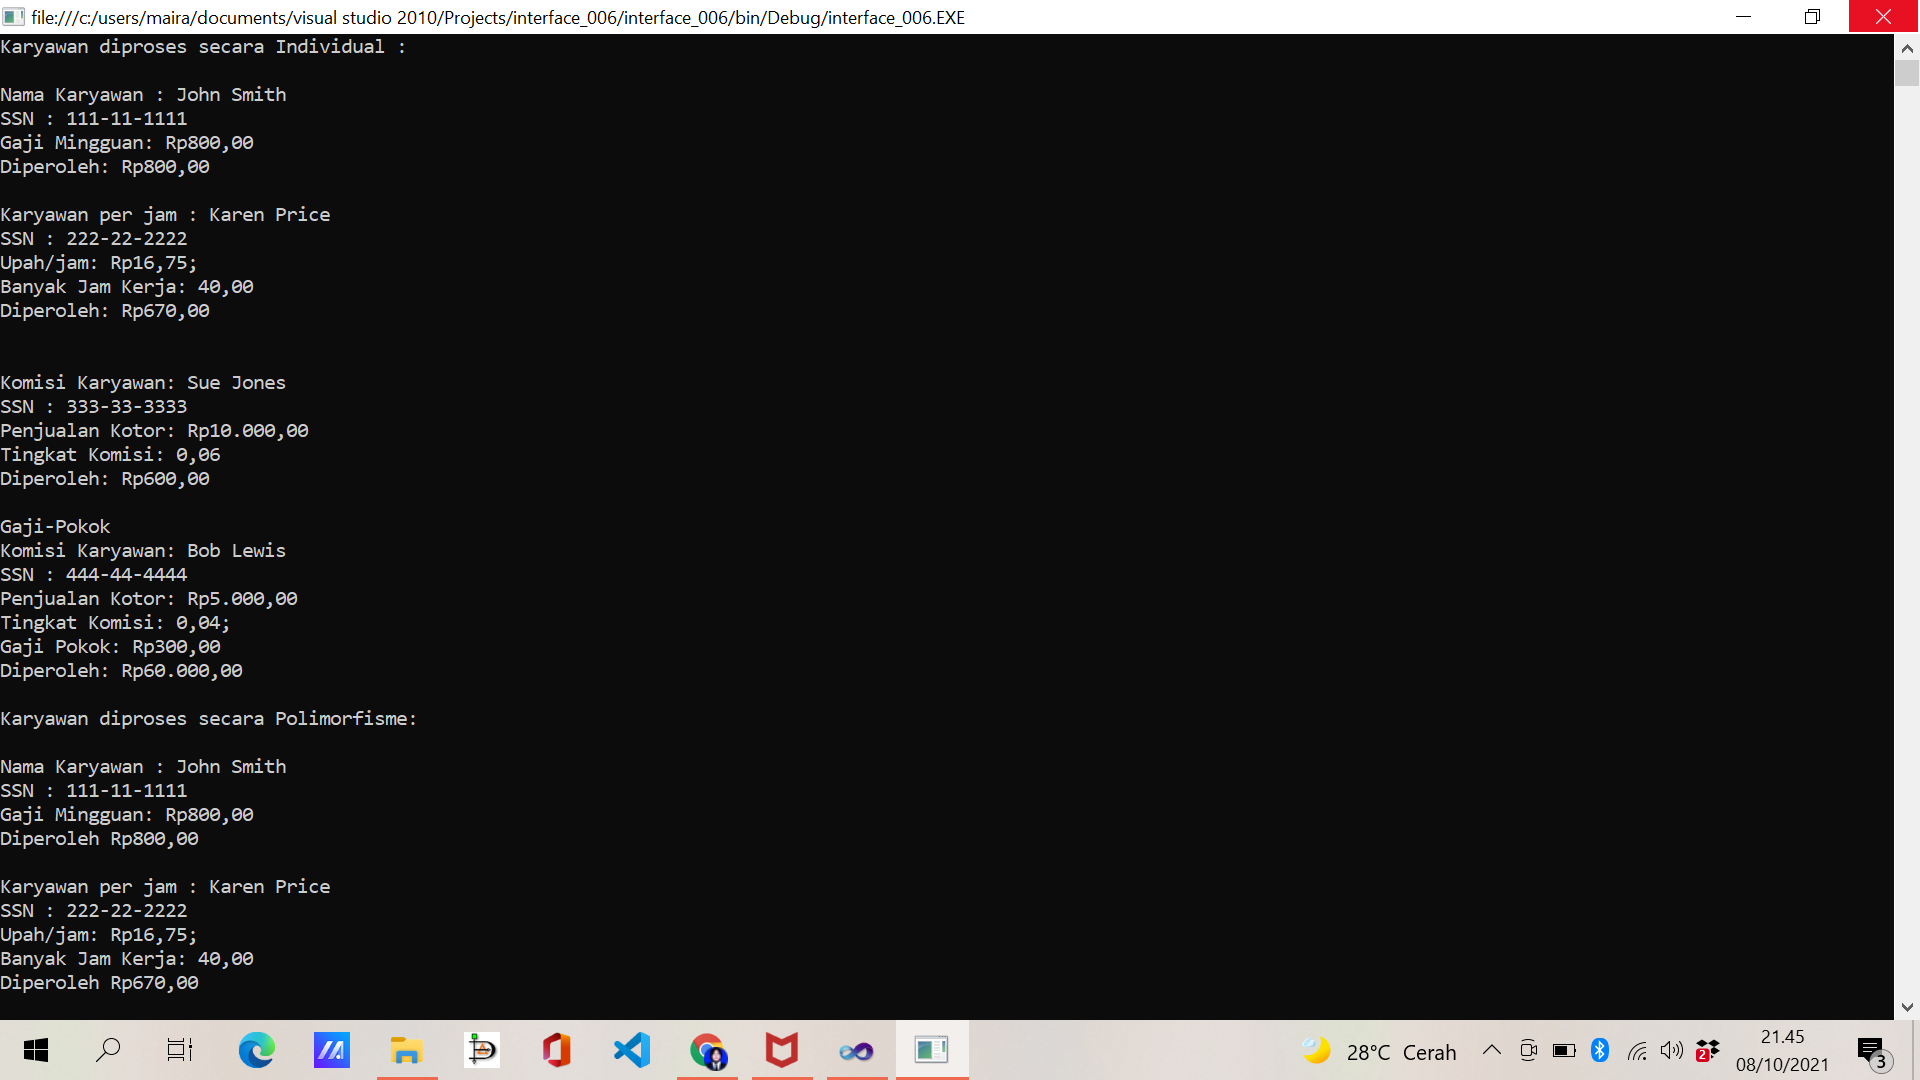 file:///c:/users/maira/documents/visual studio 2010/Projects/interface_006/interface_006/bin/Debug/interface_006.EXE
Karyawan diproses secara Individual :
Nama Karyawan : John Smith
SSN : 111-11-1111
Gaji Mingguan: Rp800,00
Diperoleh: Rp800,00
Karyawan per jam : Karen Price
SSN : 222-22-2222
Upah/jam: Rp16,75;
Banyak Jam Kerja: 40,00
Diperoleh: Rp670,00
Komisi Karyawan: Sue Jones
SSN : 333-33-3333
Penjualan Kotor: Rp10.000,00
Tingkat Komisi: 0,06
Diperoleh: Rp600,00
Gaji-Pokok
Komisi Karyawan: Bob Lewis
SSN : 444-44-4444
Penjualan Kotor: Rp5.000,00
Tingkat Komisi: 0,04;
Gaji Pokok: Rp300,00
Diperoleh: Rp60.000,00
Karyawan diproses secara Polimorfisme:
Nama Karyawan : John Smith
SSN : 111-11-1111
Gaji Mingguan: Rp800,00
Diperoleh Rp800,00
Karyawan per jam : Karen Price
SSN : 222-22-2222
Upah/jam: Rp16,75;
Banyak Jam Kerja: 40,00
Diperoleh Rp670,00
28°C Cerah
2
21.45
08/10/2021
3